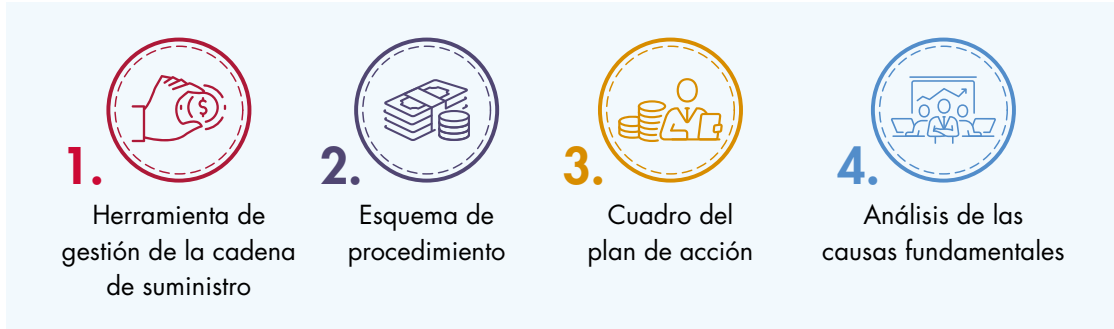 1.
Herramienta de
gestión de la cadena
de suministro
2.
Esquema de
procedimiento
3.
Cuadro del
plan de acción
4.
Análisis de las
causas fundamentales
$